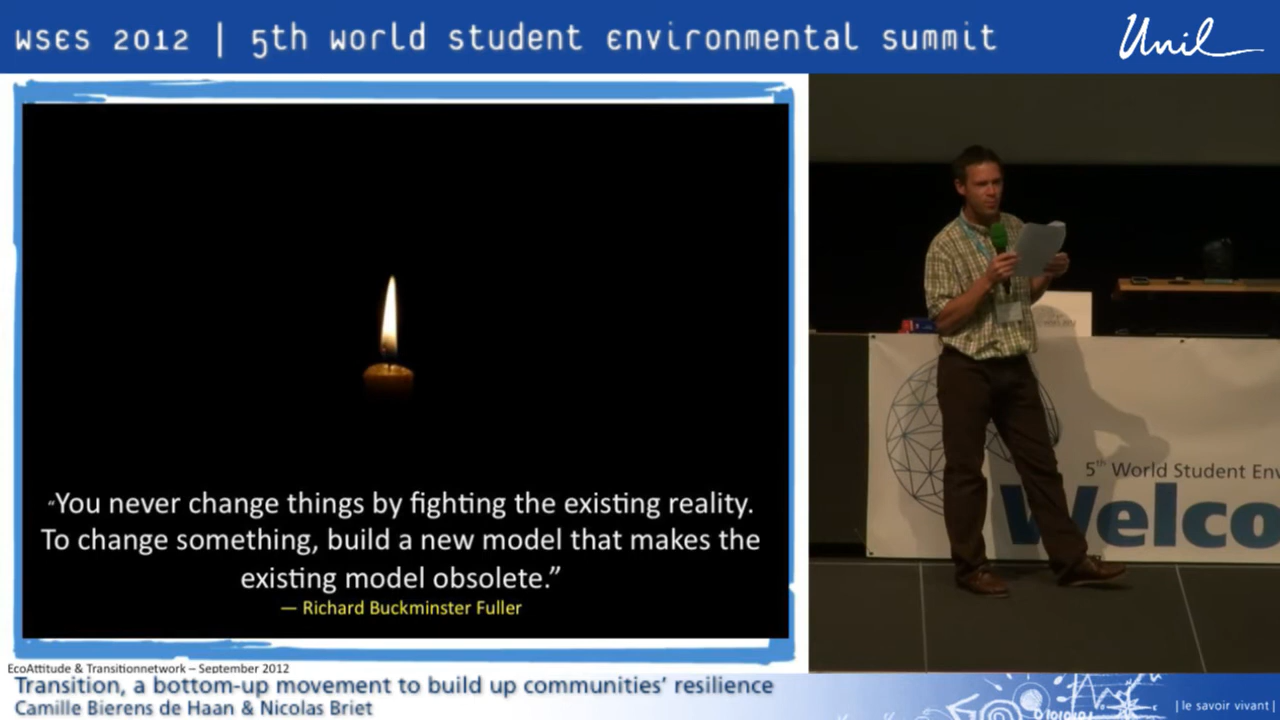 WSES 2012 | 5th world student environmental summit
Unil
“You never change things by fighting the existing reality.
To change something, build a new model that makes the
existing model obsolete.”
— Richard Buckminster Fuller
5th World Student Env
Welco
EcoAttitude & Transitionnetwork – September 2012
Transition, a bottom-up movement to build up communities’ resilience
Camille Bierens de Haan & Nicolas Briet
| le savoir vivant |